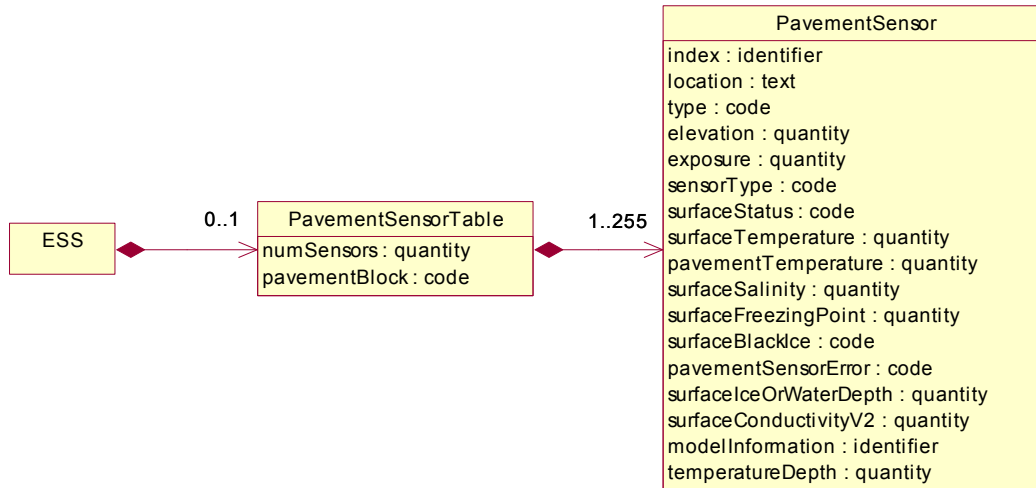 ESS
0..1
PavementSensorTable
numSensors : quantity
pavementBlock : code
1..255
PavementSensor
index : identifier
location : text
type : code
elevation : quantity
exposure : quantity
sensorType : code
surfaceStatus : code
surfaceTemperature : quantity
pavementTemperature : quantity
surfaceSalinity : quantity
surfaceFreezingPoint : quantity
surfaceBlackIce : code
pavementSensorError : code
surfaceIceOrWaterDepth : quantity
surfaceConductivityV2 : quantity
modelInformation : identifier
temperatureDepth : quantity